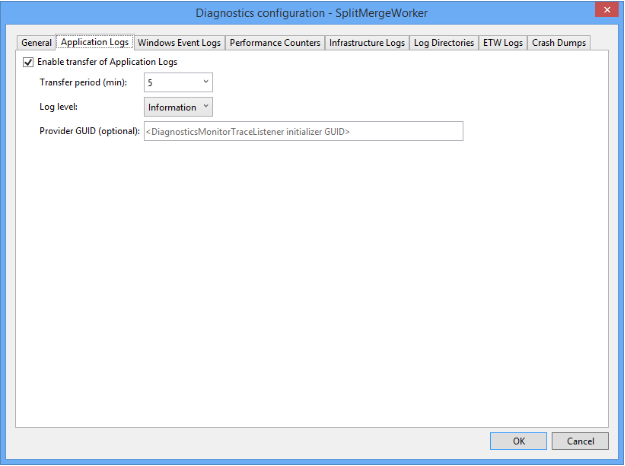 Diagnostics configuration - SplitMergeWorker
General Application Logs Windows Event Logs Performance Counters Infrastructure Logs Log Directories ETW Logs Crash Dumps
Enable transfer of Application Logs
Transfer period (min): 5
Log level: Information
Provider GUID (optional): <DiagnosticsMonitorTraceListener initializer GUID>
OK Cancel